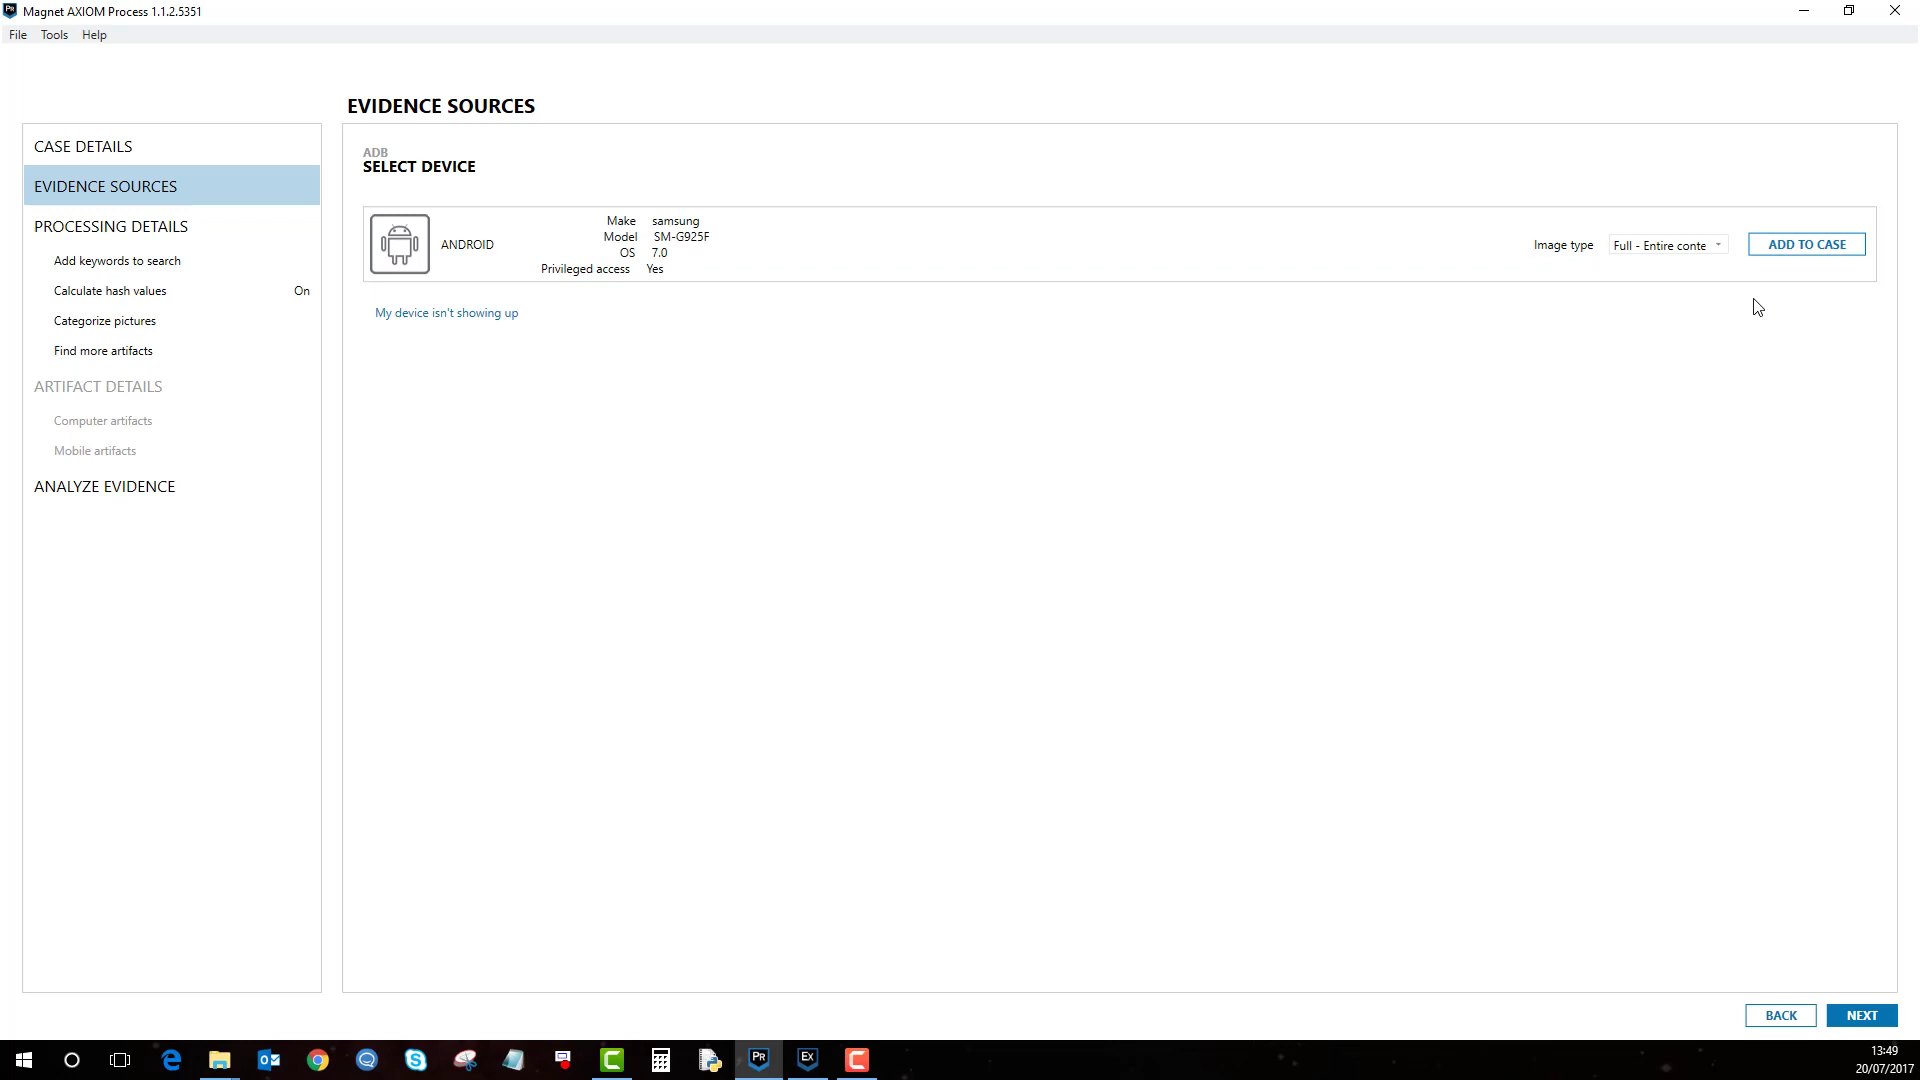 Magnet AXIOM Process 1.1.2.5351
File Tools Help
EVIDENCE SOURCES
CASE DETAILS
EVIDENCE SOURCES
PROCESSING DETAILS
Add keywords to search
Calculate hash values On
Categorize pictures
Find more artifacts
ARTIFACT DETAILS
Computer artifacts
Mobile artifacts
ANALYZE EVIDENCE
ADB
SELECT DEVICE
ANDROID
Make samsung
Model SM-G925F
OS 7.0
Privileged access Yes
Image type Full - Entire conte ADD TO CASE
My device isn't showing up
BACK NEXT
PR EX
13:49
20/07/2017